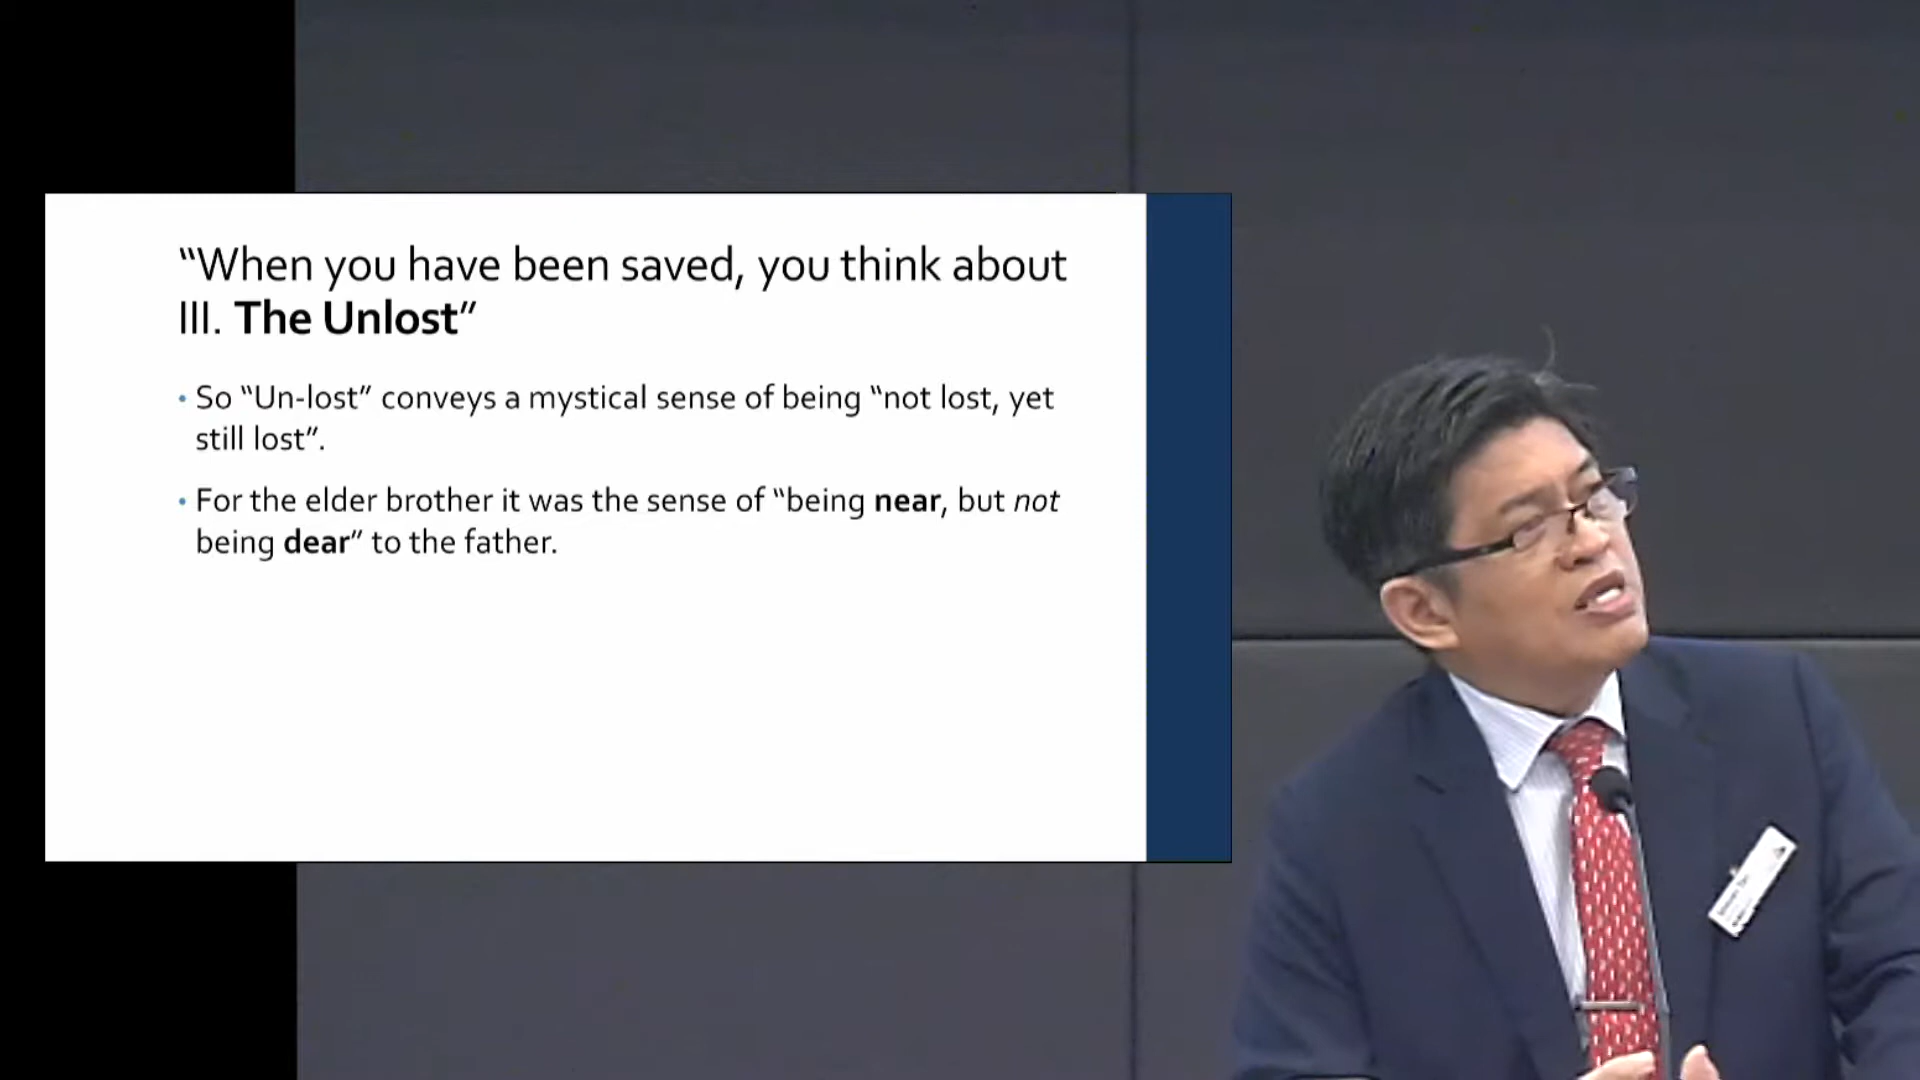 “When you have been saved, you think about
III. The Unlost”
• So “Un-lost” conveys a mystical sense of being “not lost, yet
still lost”.
• For the elder brother it was the sense of “being near, but not
being dear” to the father.